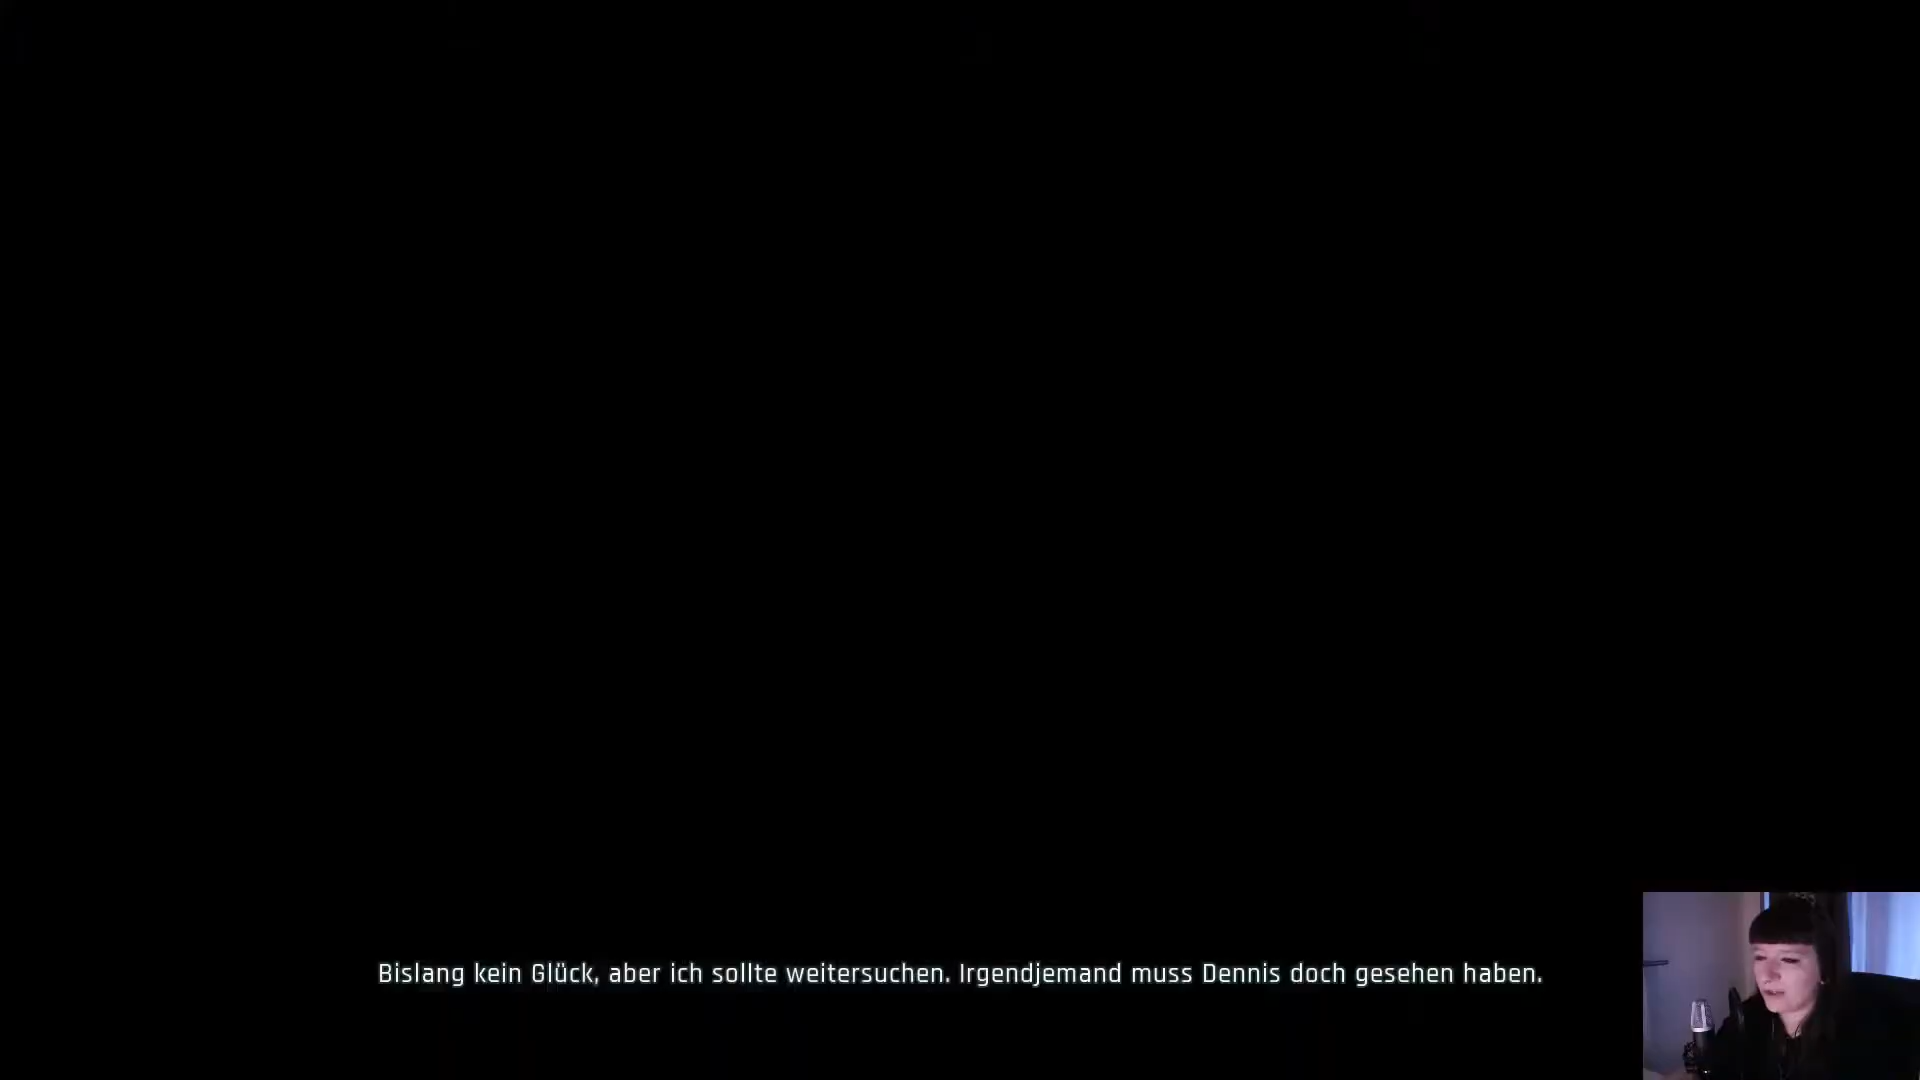 Bislang kein Glück, aber ich sollte weitersuchen. Irgendjemand muss Dennis doch gesehen haben.